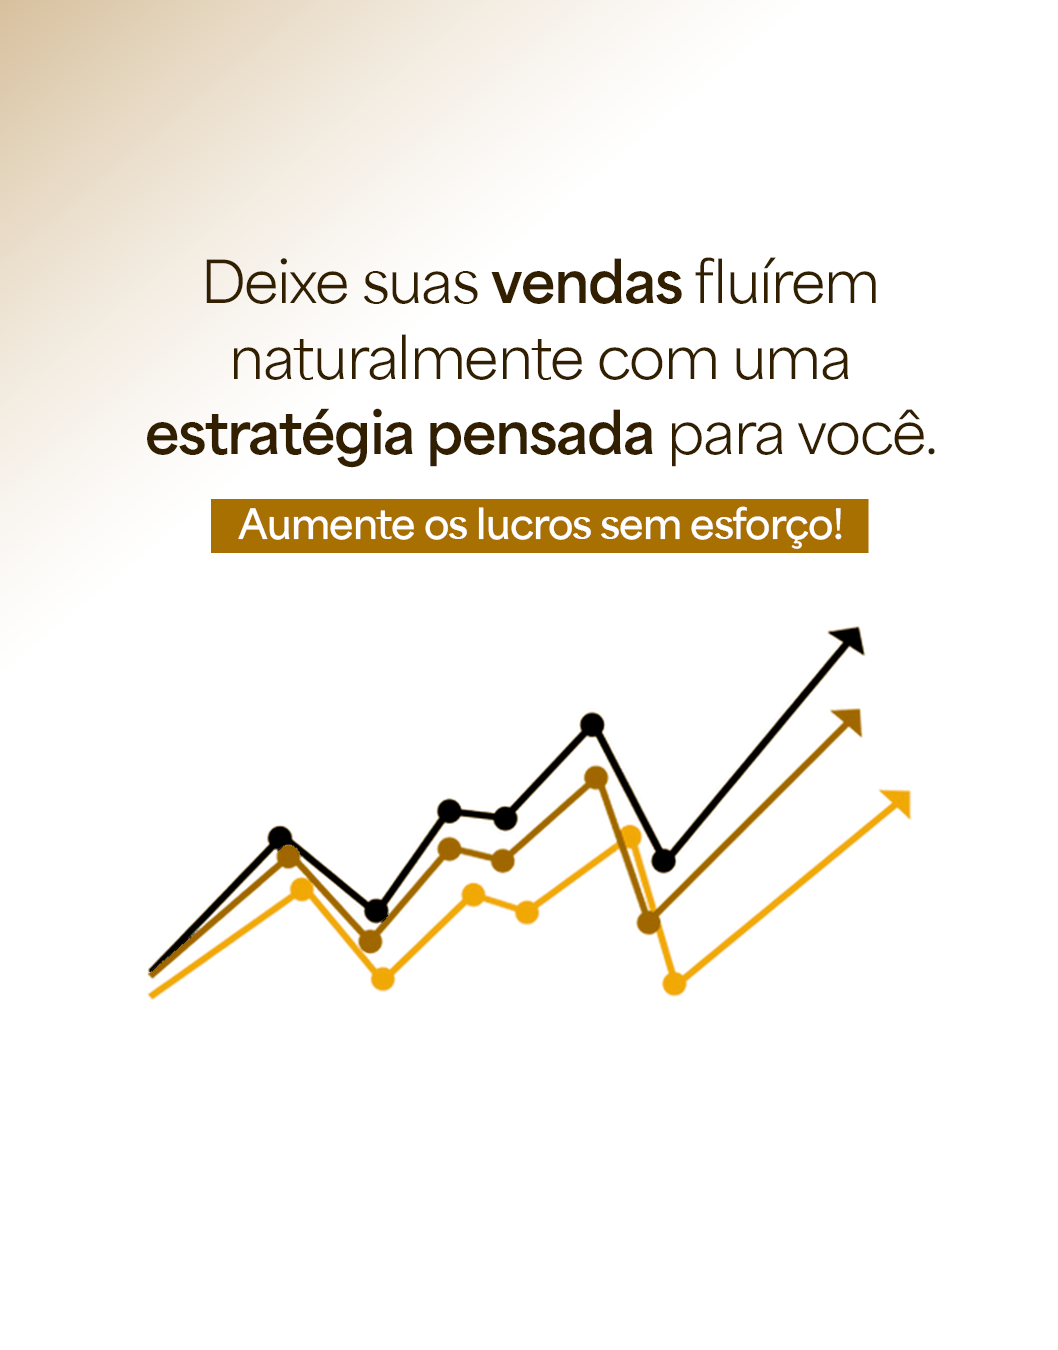 Deixe suas vendas fluírem
naturalmente com uma
estratégia pensada para você.
Aumente os lucros sem esforço!